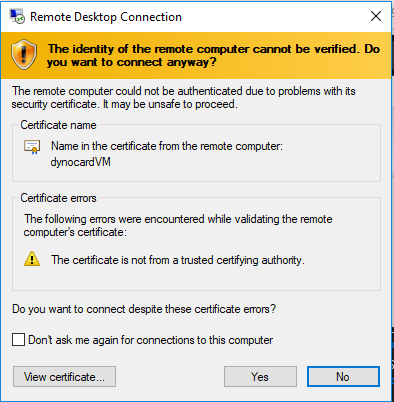 Remote Desktop Connection
The identity of the remote computer cannot be verified. Do
you want to connect anyway?
The remote computer could not be authenticated due to problems with its
security certificate. It may be unsafe to proceed.
Certificate name
Name in the certificate from the remote computer:
dynocardVM
Certificate errors
The following errors were encountered while validating the remote
computer's certificate:
The certificate is not from a trusted certifying authority.
Do you want to connect despite these certificate errors?
Don't ask me again for connections to this computer
View certificate... Yes No